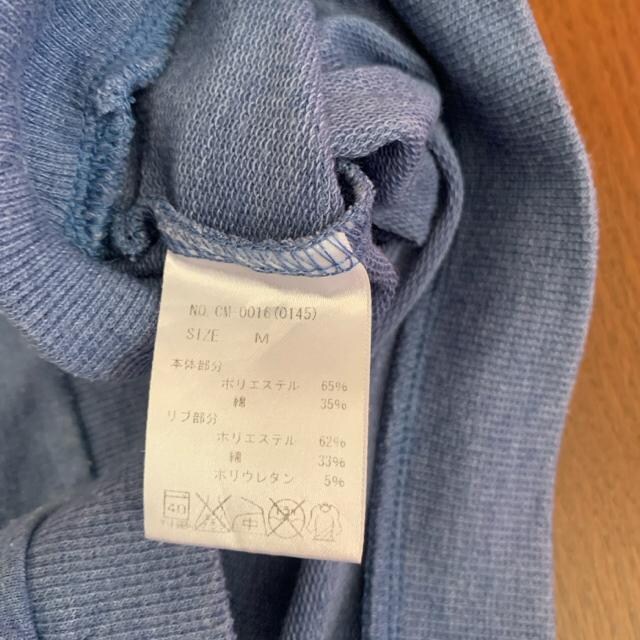 NO. CM-0016(0145)
SIZE M
本体部分
ポリエステル 65%
綿 35%
リブ部分
ポリエステル 62%
綿 33%
ポリウレタン 5%
40
中